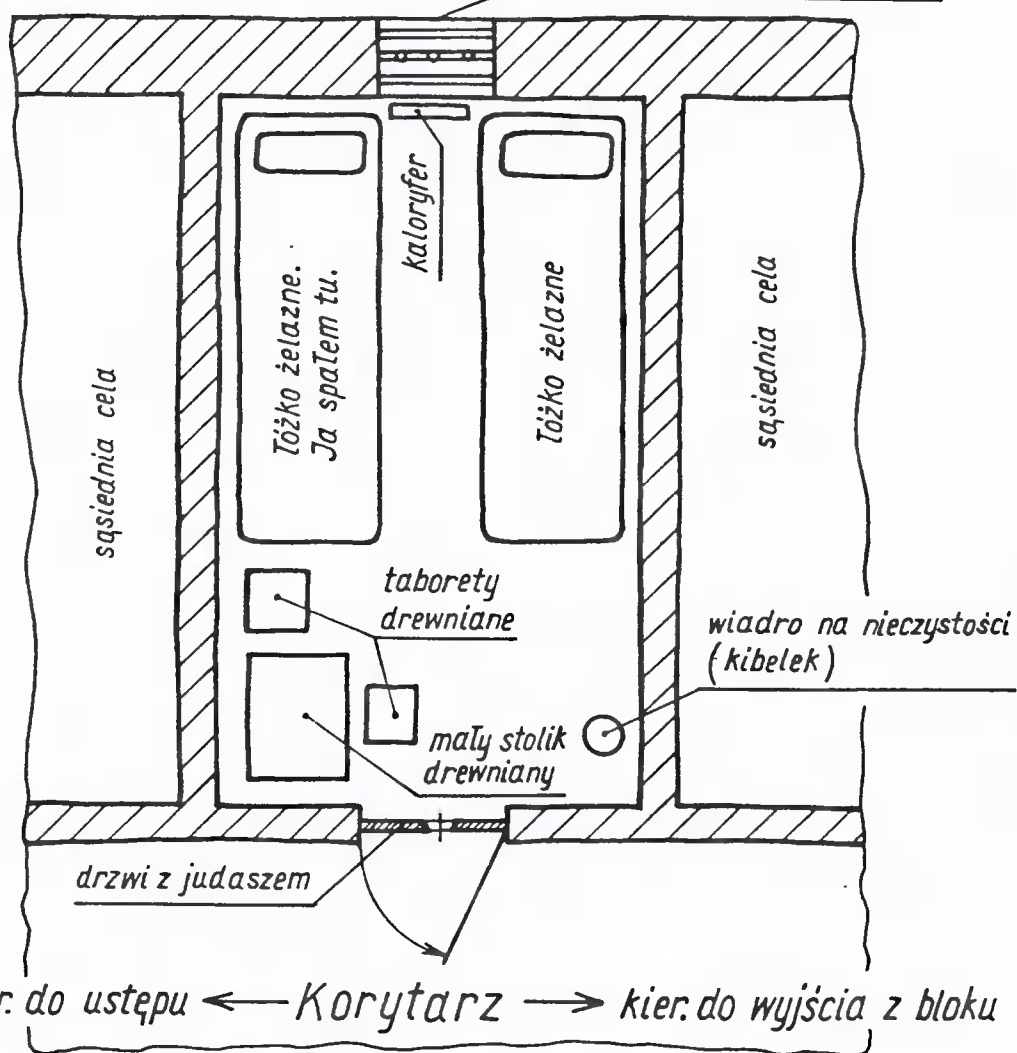 kaloryfer
Łóżko żelazne.
Ja spałem tu.
Łóżko żelazne
sąsiednia cela
sąsiednia cela
taborety
drewniane
wiadro na nieczystości
(kibelek)
mały stolik
drewniany
drzwi z judaszem
r. do ustępu ← Korytarz → kier. do wyjścia z bloku